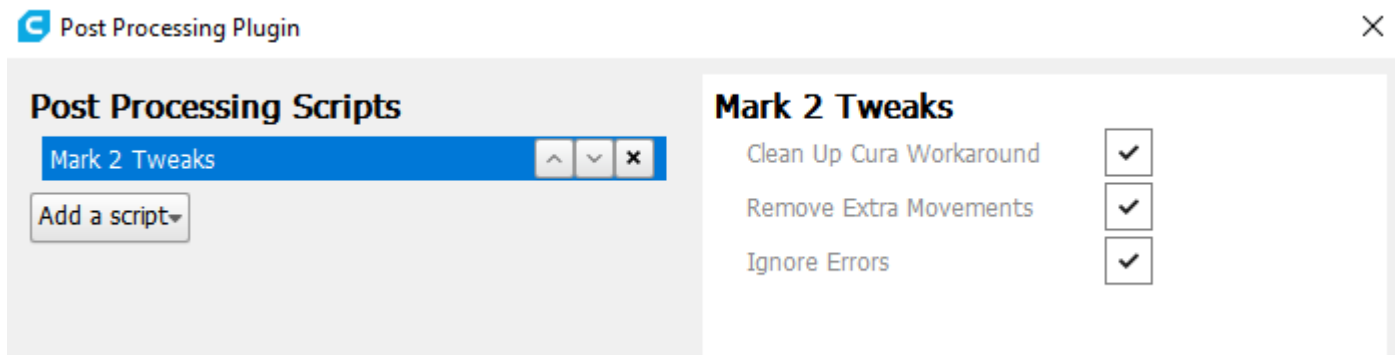 Post Processing Plugin
Post Processing Scripts
Mark 2 Tweaks
Add a script
Mark 2 Tweaks
Clean Up Cura Workaround
Remove Extra Movements
Ignore Errors